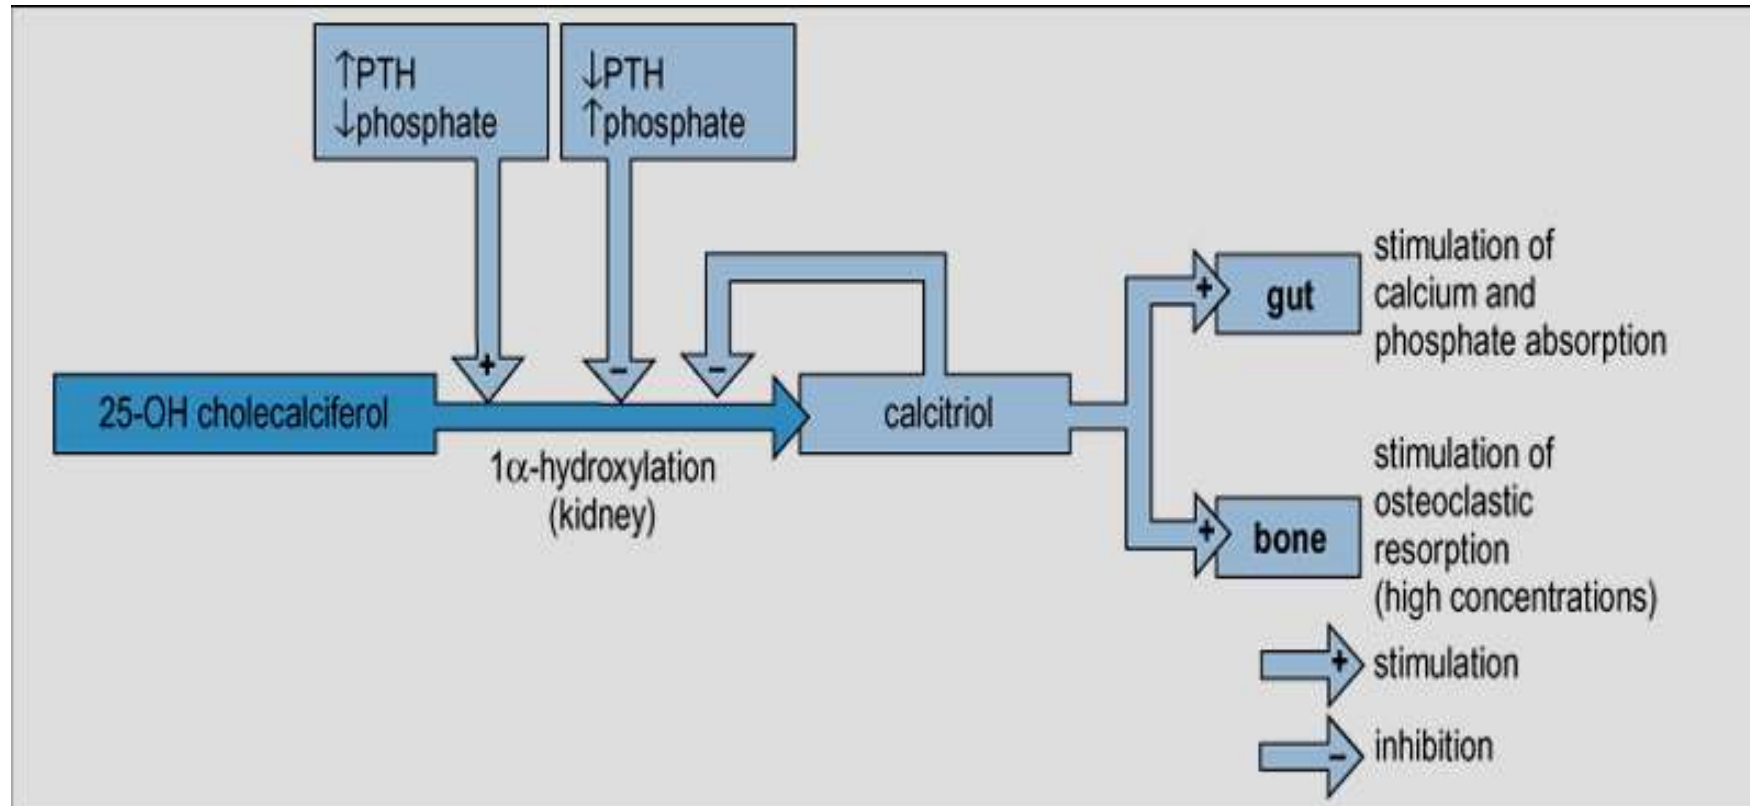 ↑PTH
↓phosphate
↓PTH
↑phosphate
+
–
–
25-OH cholecalciferol
1α-hydroxylation
(kidney)
calcitriol
+
gut
stimulation of
calcium and
phosphate absorption
+
bone
stimulation of
osteoclastic
resorption
(high concentrations)
+
stimulation
–
inhibition